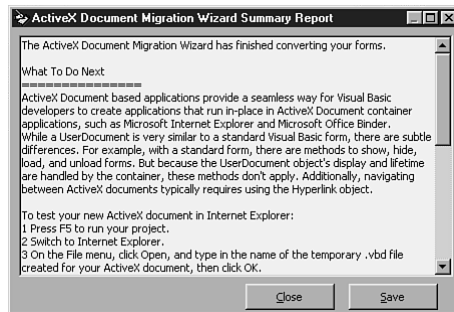 ActiveX Document Migration Wizard Summary Report
The ActiveX Document Migration Wizard has finished converting your forms.
What To Do Next
================
ActiveX Document based applications provide a seamless way for Visual Basic
developers to create applications that run in-place in ActiveX Document container
applications, such as Microsoft Internet Explorer and Microsoft Office Binder.
While a UserDocument is very similar to a standard Visual Basic form, there are subtle
differences. For example, with a standard form, there are methods to show, hide,
load, and unload forms. But because the UserDocument object's display and lifetime
are handled by the container, these methods don't apply. Additionally, navigating
between ActiveX documents typically requires using the Hyperlink object.
To test your new ActiveX document in Internet Explorer:
1 Press F5 to run your project.
2 Switch to Internet Explorer.
3 On the File menu, click Open, and type in the name of the temporary .vbd file
created for your ActiveX document, then click OK.
Close Save